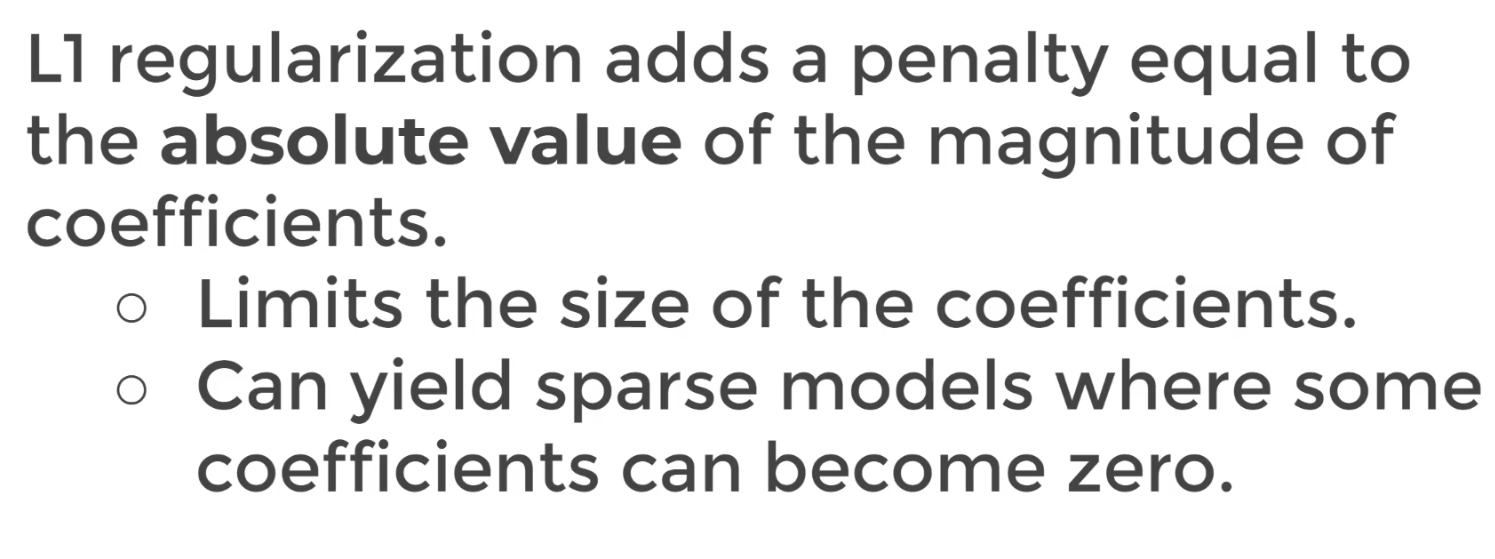 L1 regularization adds a penalty equal to
the absolute value of the magnitude of
coefficients.
○ Limits the size of the coefficients.
○ Can yield sparse models where some
coefficients can become zero.